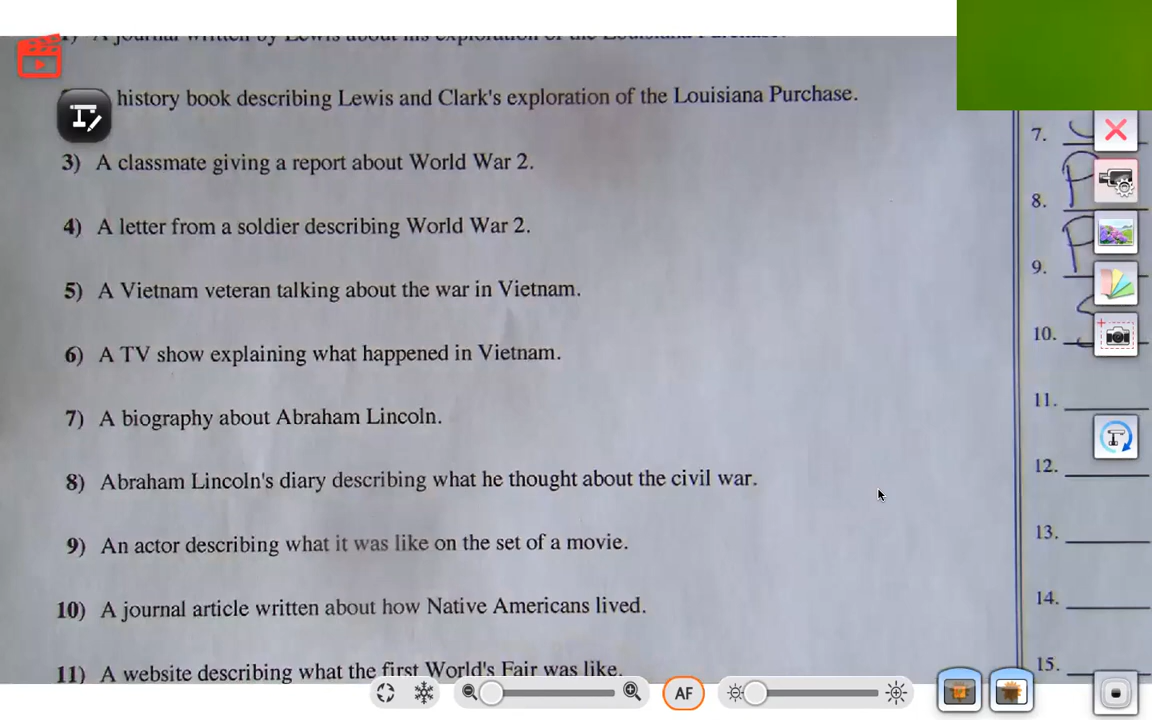 history book describing Lewis and Clark's exploration of the Louisiana Purchase.
3) A classmate giving a report about World War 2.
4) A letter from a soldier describing World War 2.
5) A Vietnam veteran talking about the war in Vietnam.
6) A TV show explaining what happened in Vietnam.
7) A biography about Abraham Lincoln.
8) Abraham Lincoln's diary describing what he thought about the civil war.
9) An actor describing what it was like on the set of a movie.
10) A journal article written about how Native Americans lived.
11) A website describing what the first World's Fair was like.
7.
8. P
9. P
10.
11.
12.
13.
14.
15.
AF